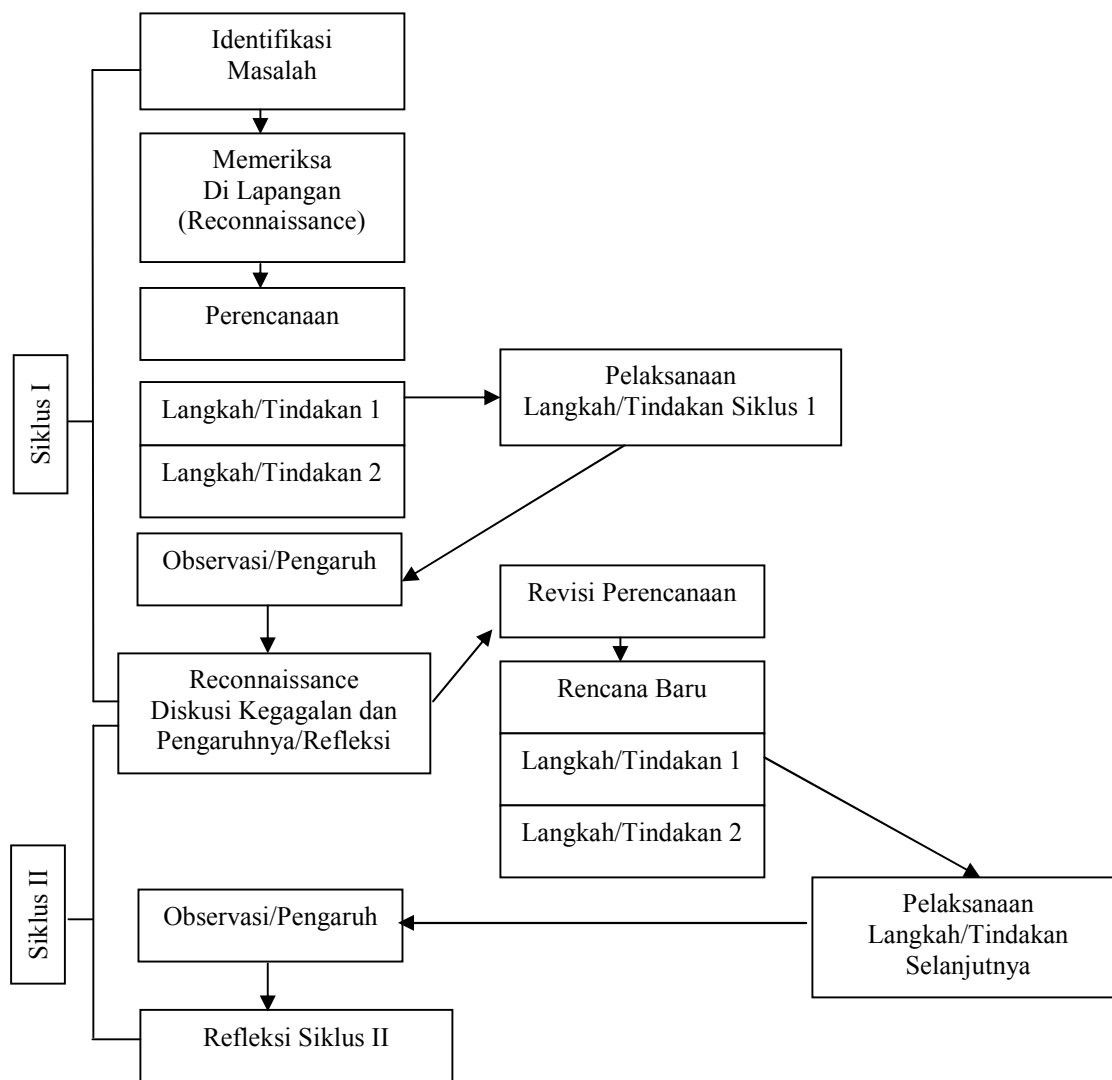 Identifikasi
Masalah
Memeriksa
Di Lapangan
(Reconnaissance)
Perencanaan
Siklus I
Langkah/Tindakan 1
Langkah/Tindakan 2
Pelaksanaan
Langkah/Tindakan Siklus 1
Observasi/Pengaruh
Reconnaissance
Diskusi Kegagalan dan
Pengaruhnya/Refleksi
Revisi Perencanaan
Rencana Baru
Langkah/Tindakan 1
Langkah/Tindakan 2
Siklus II
Pelaksanaan
Langkah/Tindakan
Selanjutnya
Observasi/Pengaruh
Refleksi Siklus II